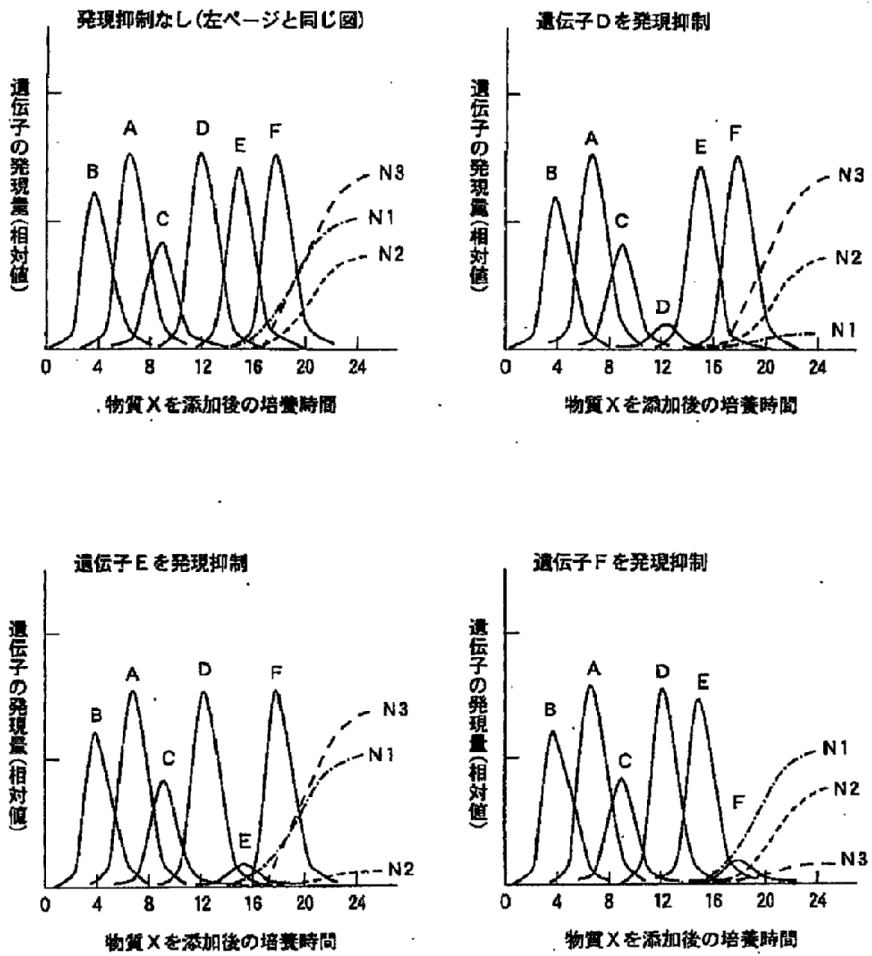 発現抑制なし(左ページと同じ図)
遺伝子の発現量(相対値)
B
A
C
D
E
F
N3
N1
N2
0 4 8 12 16 20 24
物質Xを添加後の培養時間
遺伝子Dを発現抑制
遺伝子の発現量(相対値)
B
A
C
D
E
F
N3
N2
N1
0 4 8 12 16 20 24
物質Xを添加後の培養時間
遺伝子Eを発現抑制
遺伝子の発現量(相対値)
B
A
C
D
E
F
N3
N1
N2
0 4 8 12 16 20 24
物質Xを添加後の培養時間
遺伝子Fを発現抑制
遺伝子の発現量(相対値)
B
A
C
D
E
F
N1
N2
N3
0 4 8 12 16 20 24
物質Xを添加後の培養時間